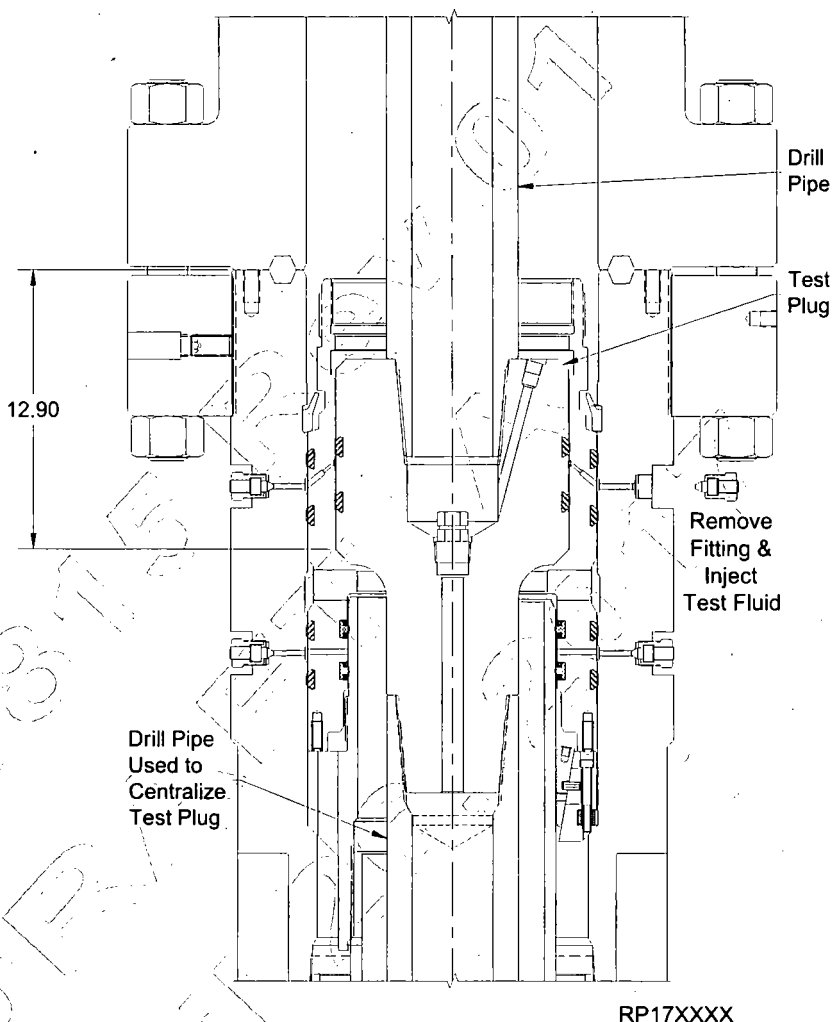 Drill
Pipe
Test
Plug
12.90
Remove
Fitting &
Inject
Test Fluid
Drill Pipe
Used to
Centralize
Test Plug
RP17XXXX